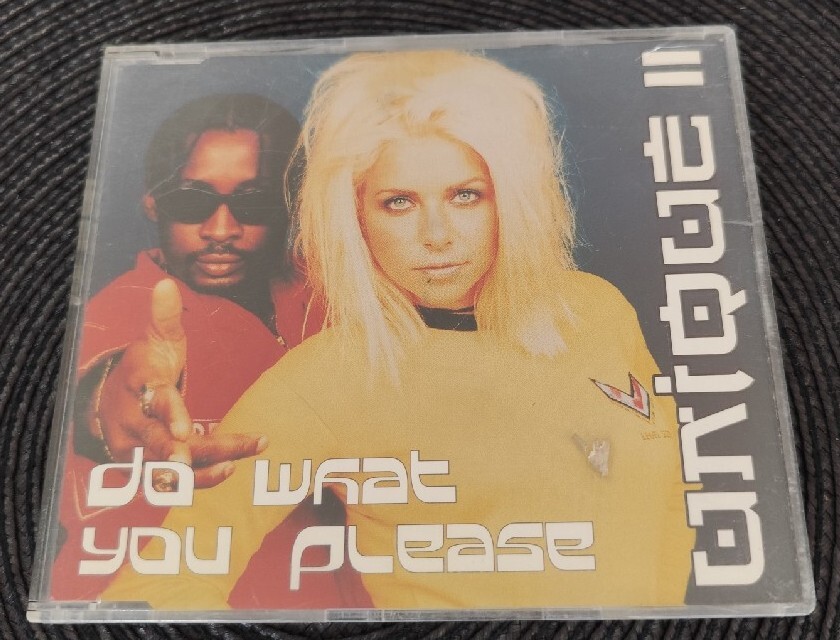 do what
you please
unique II